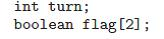 int turn;
boolean flag[2];